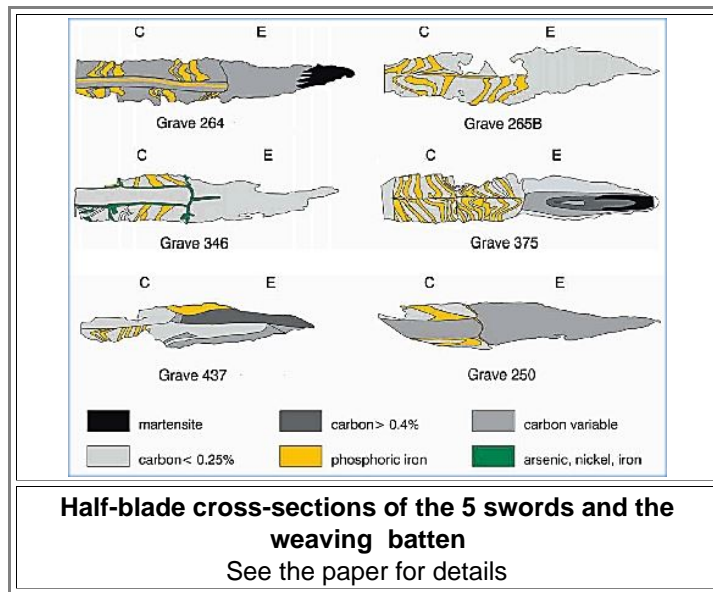 C E C E
Grave 264 Grave 265B
C E C E
Grave 346 Grave 375
C E C E
Grave 437 Grave 250
martensite carbon> 0.4% carbon variable
carbon< 0.25% phosphoric iron arsenic, nickel, iron
Half-blade cross-sections of the 5 swords and the
weaving batten
See the paper for details